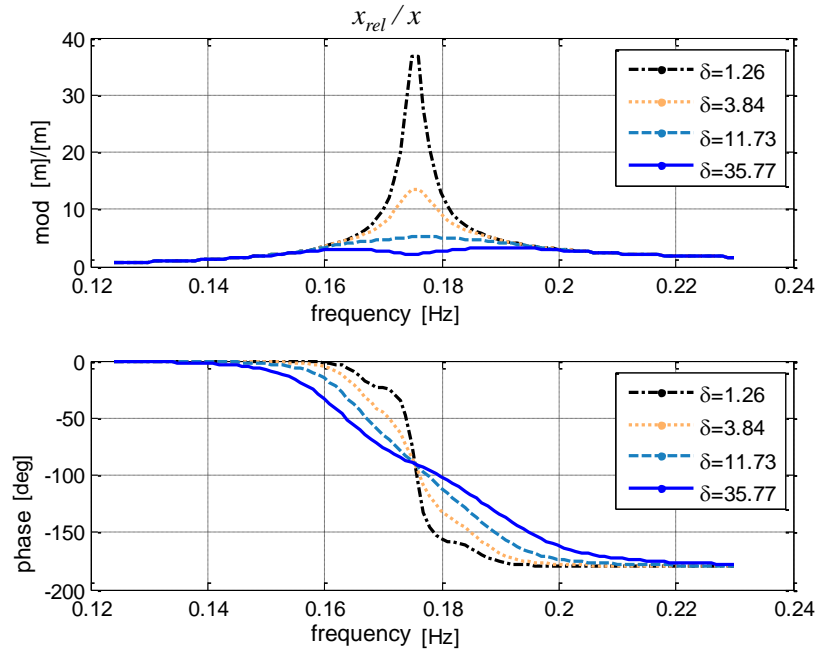 x_rel / x
mod [m]/[m]
40
30
20
10
0
0.12 0.14 0.16 0.18 0.2 0.22 0.24
frequency [Hz]
δ=1.26
δ=3.84
δ=11.73
δ=35.77
phase [deg]
0
-50
-100
-150
-200
0.12 0.14 0.16 0.18 0.2 0.22 0.24
frequency [Hz]
δ=1.26
δ=3.84
δ=11.73
δ=35.77